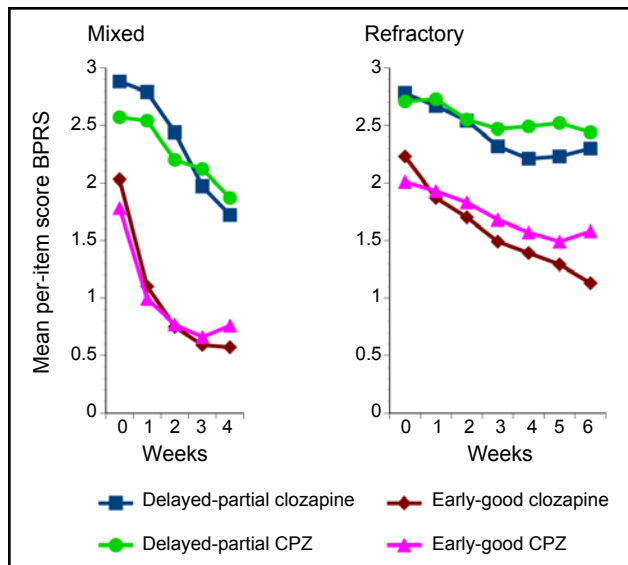 Mixed
Refractory
Mean per-item score BPRS
3
2.5
2
1.5
1
0.5
0
0 1 2 3 4
Weeks
3
2.5
2
1.5
1
0.5
0
0 1 2 3 4 5 6
Weeks
Delayed-partial clozapine
Early-good clozapine
Delayed-partial CPZ
Early-good CPZ